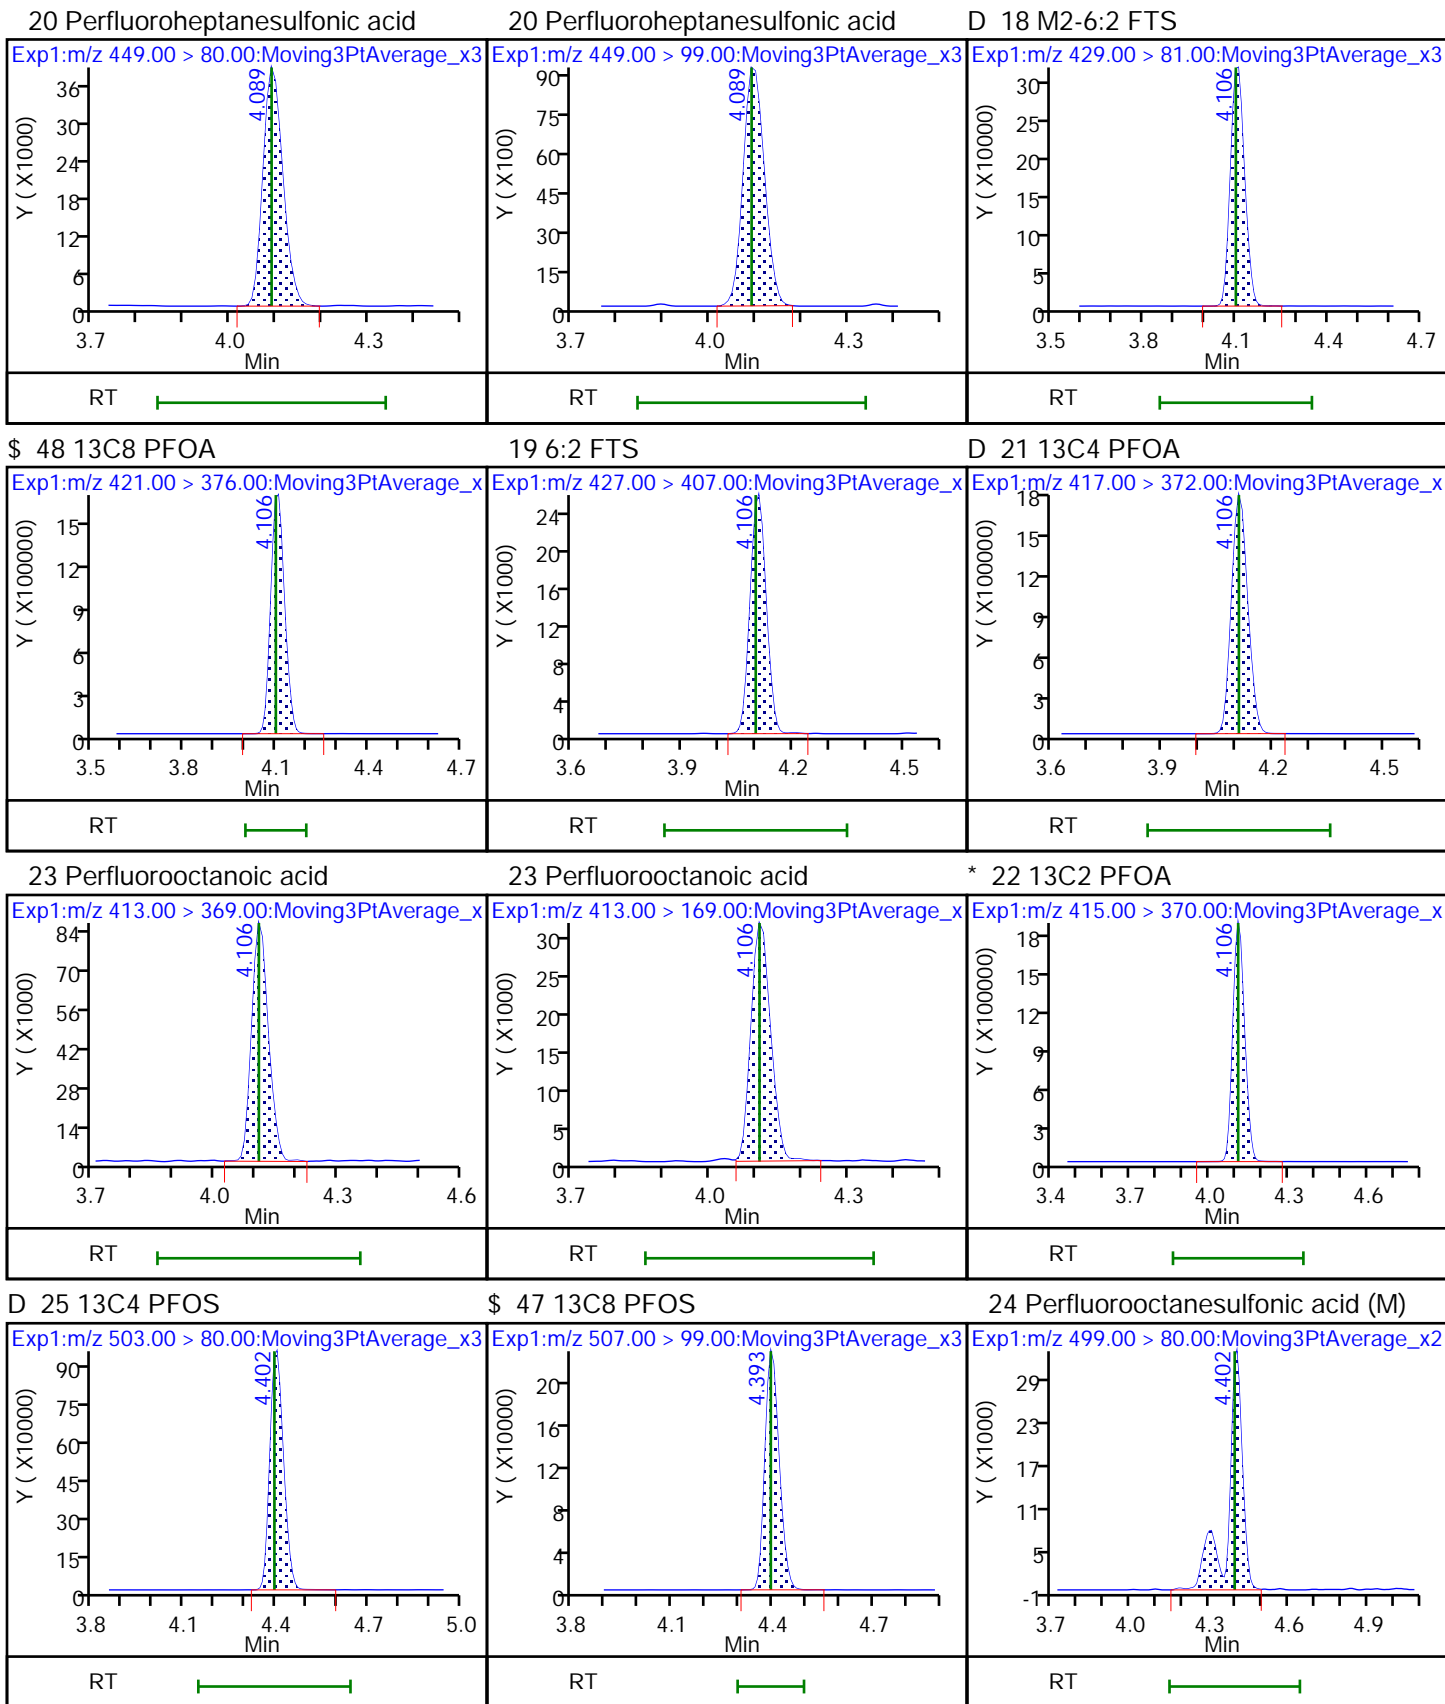 20 Perfluoroheptanesulfonic acid
Exp1:m/z 449.00 > 80.00:Moving3PtAverage_x3
Y ( X1000)
36
30
24
18
12
6
0
4.089
3.7 4.0 4.3
Min
RT
20 Perfluoroheptanesulfonic acid
Exp1:m/z 449.00 > 99.00:Moving3PtAverage_x3
Y ( X100)
90
75
60
45
30
15
0
4.089
3.7 4.0 4.3
Min
RT
D 18 M2-6:2 FTS
Exp1:m/z 429.00 > 81.00:Moving3PtAverage_x3
Y ( X10000)
30
25
20
15
10
5
0
4.106
3.5 3.8 4.1 4.4 4.7
Min
RT
$ 48 13C8 PFOA
Exp1:m/z 421.00 > 376.00:Moving3PtAverage_x
Y ( X100000)
15
12
9
6
3
0
4.106
3.5 3.8 4.1 4.4 4.7
Min
RT
19 6:2 FTS
Exp1:m/z 427.00 > 407.00:Moving3PtAverage_x
Y ( X1000)
24
20
16
12
8
4
0
4.106
3.6 3.9 4.2 4.5
Min
RT
D 21 13C4 PFOA
Exp1:m/z 417.00 > 372.00:Moving3PtAverage_x
Y ( X100000)
18
15
12
9
6
3
0
4.106
3.6 3.9 4.2 4.5
Min
RT
23 Perfluorooctanoic acid
Exp1:m/z 413.00 > 369.00:Moving3PtAverage_x
Y ( X1000)
84
70
56
42
28
14
0
4.106
3.7 4.0 4.3 4.6
Min
RT
23 Perfluorooctanoic acid
Exp1:m/z 413.00 > 169.00:Moving3PtAverage_x
Y ( X1000)
30
25
20
15
10
5
0
4.106
3.7 4.0 4.3
Min
RT
* 22 13C2 PFOA
Exp1:m/z 415.00 > 370.00:Moving3PtAverage_x
Y ( X100000)
18
15
12
9
6
3
0
4.106
3.4 3.7 4.0 4.3 4.6
Min
RT
D 25 13C4 PFOS
Exp1:m/z 503.00 > 80.00:Moving3PtAverage_x3
Y ( X10000)
90
75
60
45
30
15
0
4.402
3.8 4.1 4.4 4.7 5.0
Min
RT
$ 47 13C8 PFOS
Exp1:m/z 507.00 > 99.00:Moving3PtAverage_x3
Y ( X10000)
20
16
12
8
4
0
4.393
3.8 4.1 4.4 4.7
Min
RT
24 Perfluorooctanesulfonic acid (M)
Exp1:m/z 499.00 > 80.00:Moving3PtAverage_x2
Y ( X1000)
29
23
17
11
5
-1
4.402
3.7 4.0 4.3 4.6 4.9
Min
RT